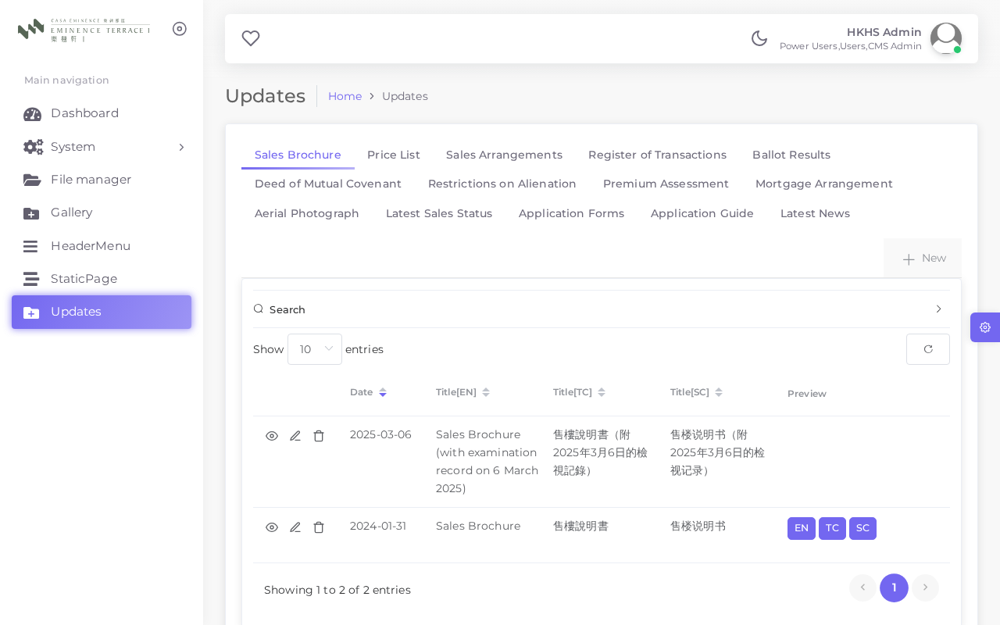 CASA EMINENCE 樂翹都匯
EMINENCE TERRACE I
樂翹軒 I
HKHS Admin
Power Users,Users,CMS Admin
Main navigation
Dashboard
System
File manager
Gallery
HeaderMenu
StaticPage
Updates
Updates
Home
Updates
Sales Brochure
Price List
Sales Arrangements
Register of Transactions
Ballot Results
Deed of Mutual Covenant
Restrictions on Alienation
Premium Assessment
Mortgage Arrangement
Aerial Photograph
Latest Sales Status
Application Forms
Application Guide
Latest News
New
Search
Show 10 entries
Date
Title[EN]
Title[TC]
Title[SC]
Preview
2025-03-06
Sales Brochure
(with examination
record on 6 March
2025)
售樓說明書（附
2025年3月6日的檢
視記錄）
售楼说明书（附
2025年3月6日的检
视记录）
2024-01-31
Sales Brochure
售樓說明書
售楼说明书
EN
TC
SC
Showing 1 to 2 of 2 entries
1